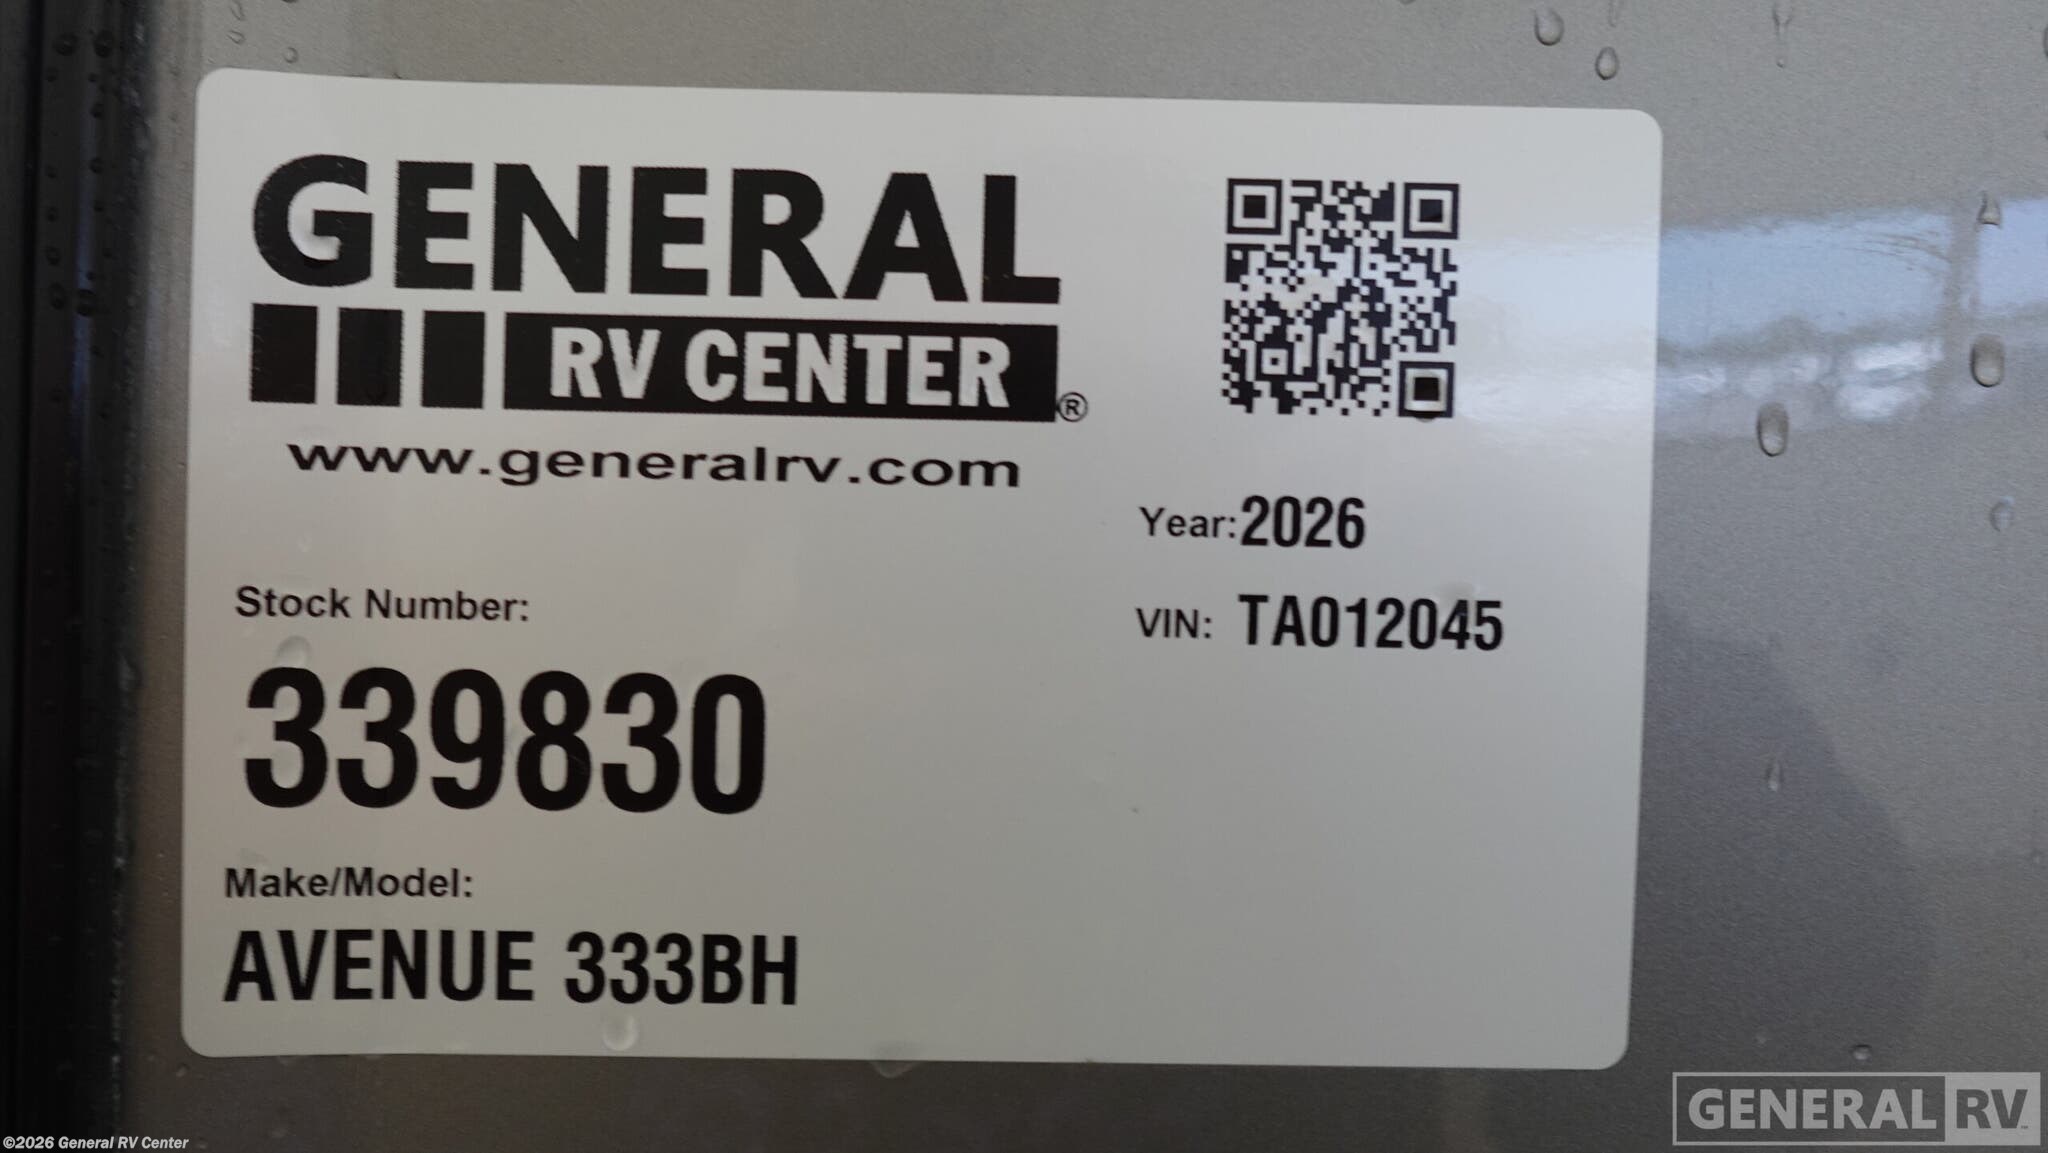 GENERAL
RV CENTER®
www.generalrv.com
Year: 2026
VIN: TA012045
Stock Number:
339830
Make/Model:
AVENUE 333BH
GENERAL RV™
©2026 General RV Center